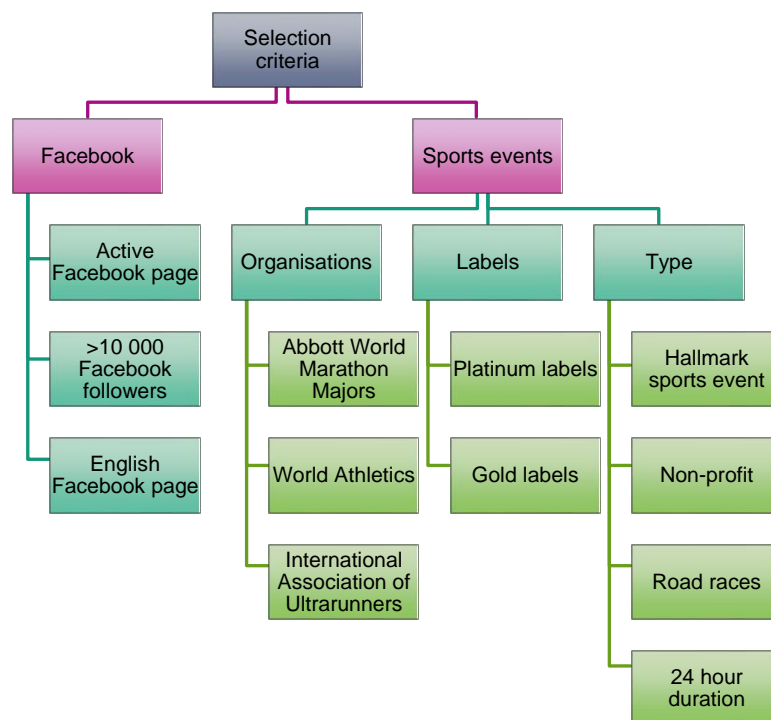 Selection
criteria
Facebook
Sports events
Active
Facebook page
>10 000
Facebook
followers
English
Facebook page
Organisations
Labels
Type
Abbott World
Marathon
Majors
World Athletics
International
Association of
Ultrarunners
Platinum labels
Gold labels
Hallmark
sports event
Non-profit
Road races
24 hour
duration